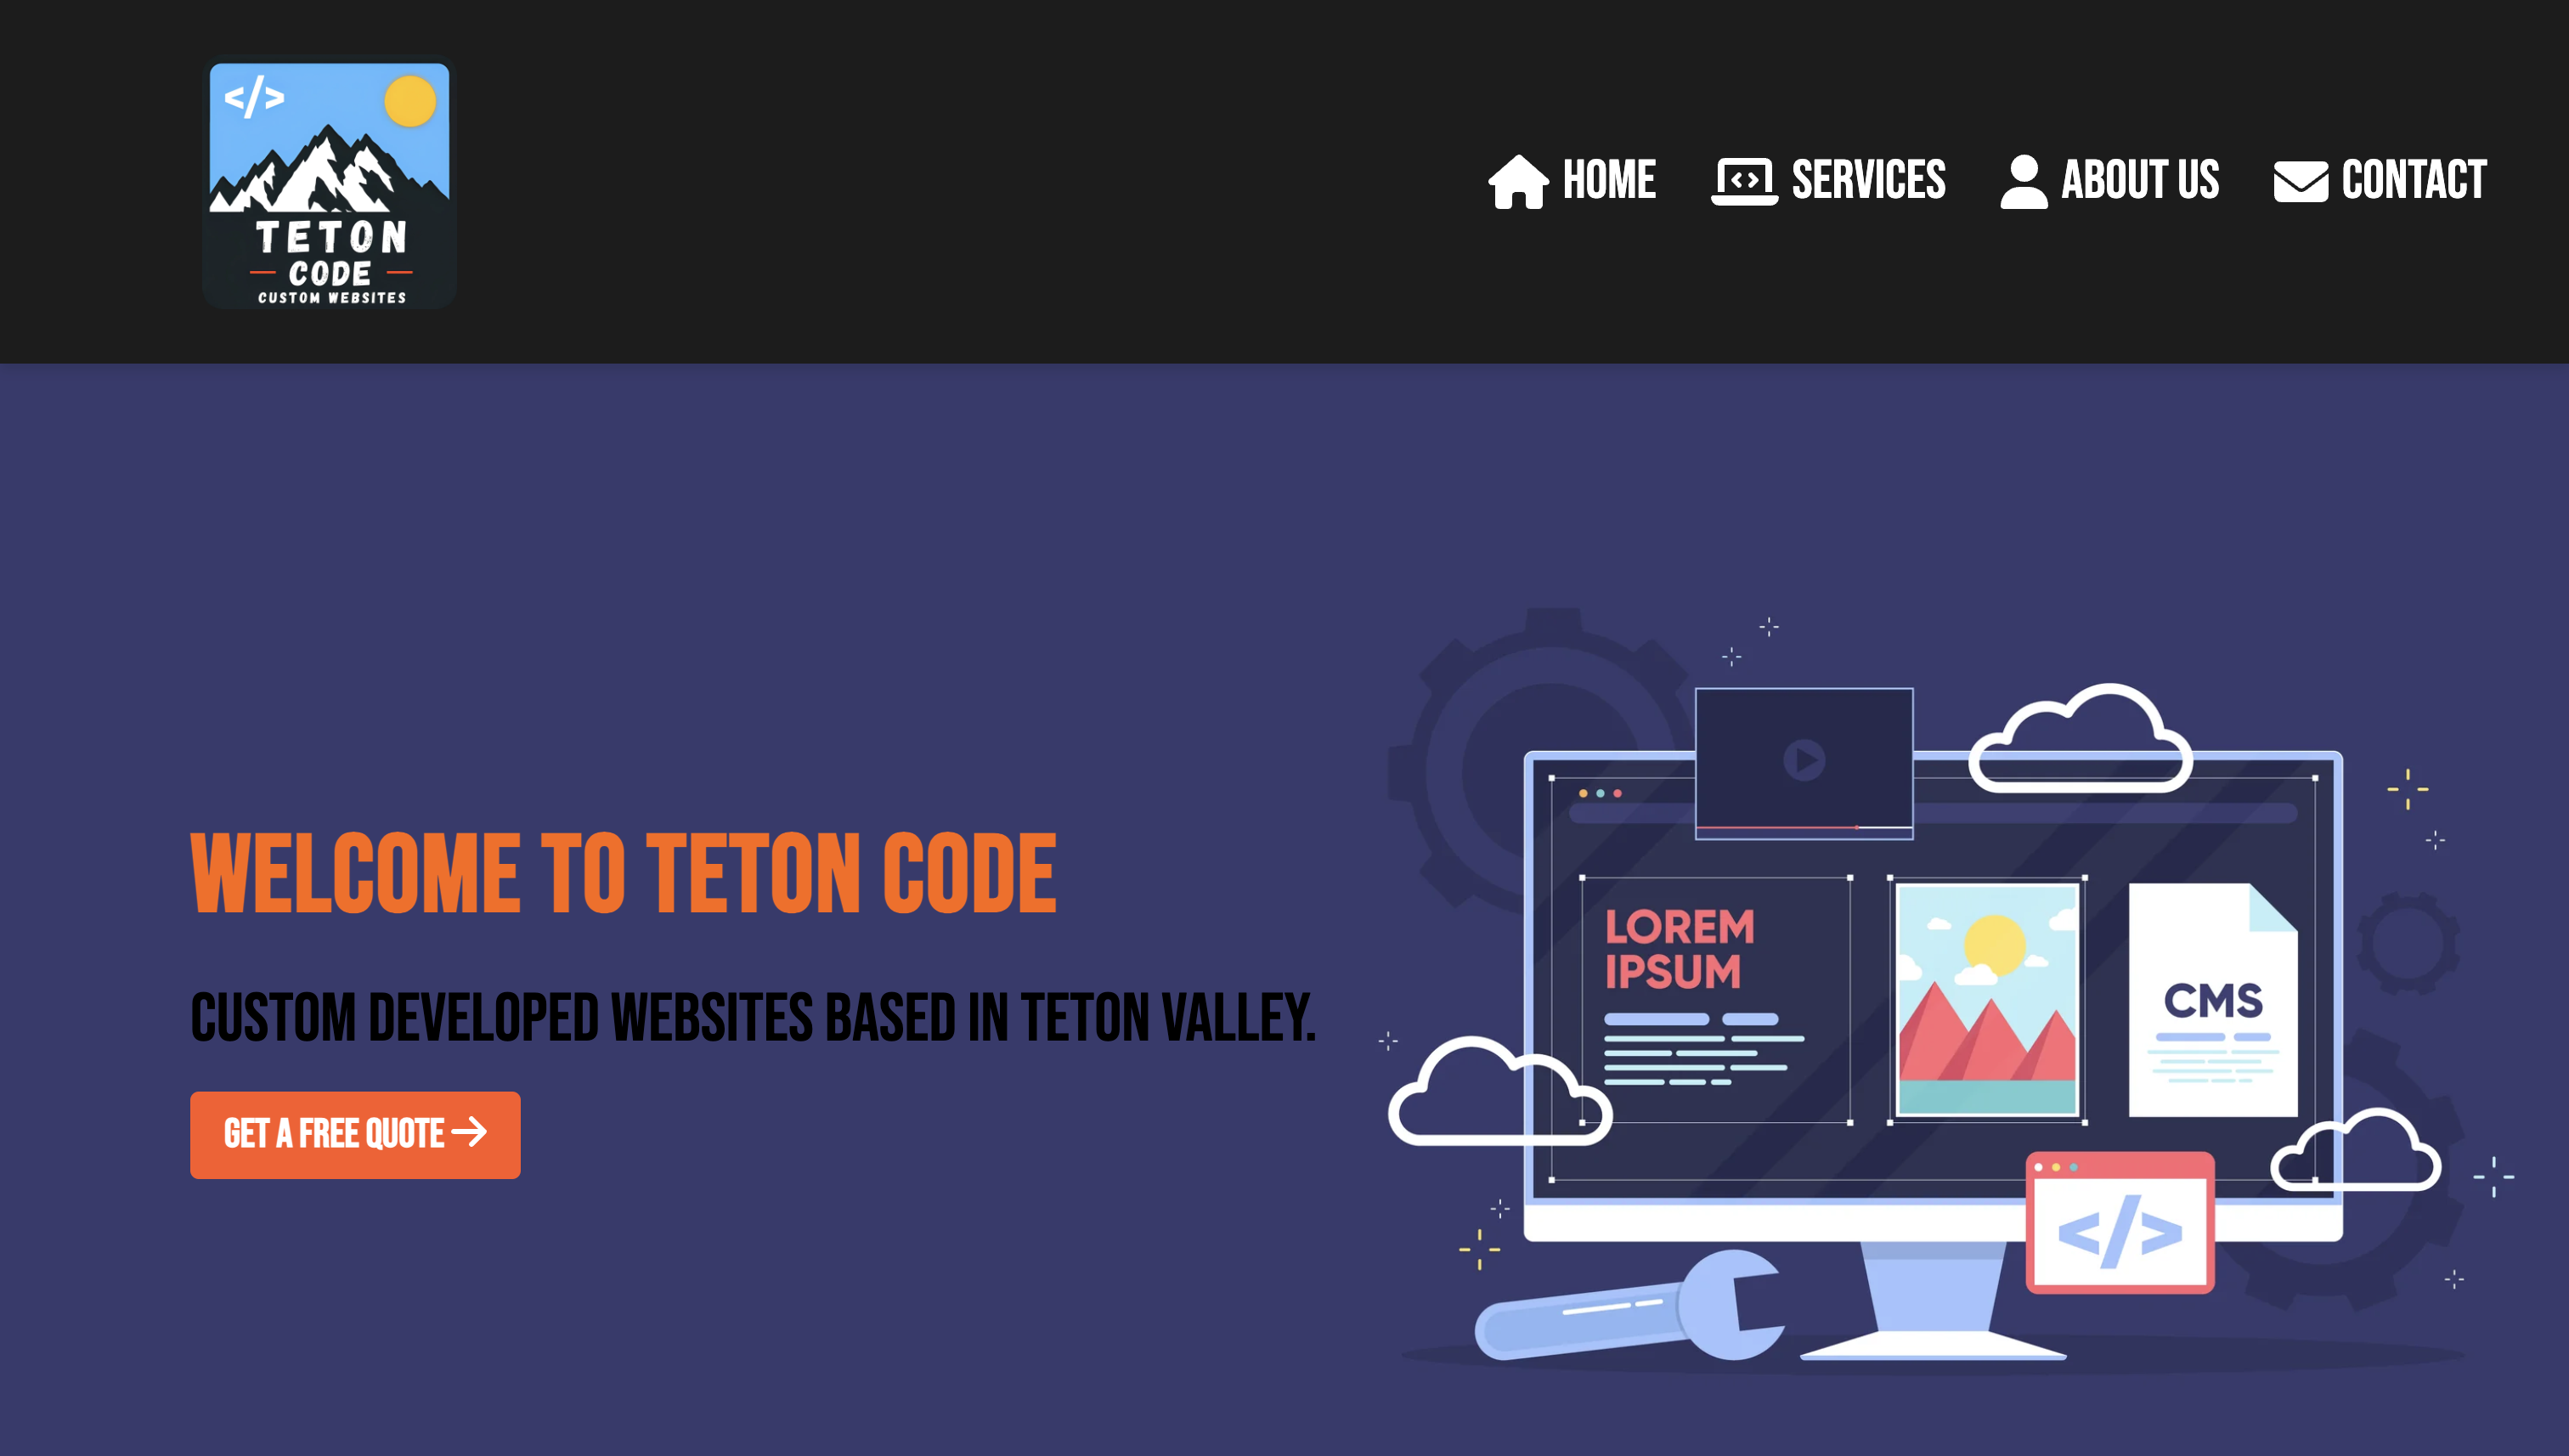 </>
TETON
CODE
CUSTOM WEBSITES
HOME
SERVICES
ABOUT US
CONTACT
WELCOME TO TETON CODE
CUSTOM DEVELOPED WEBSITES BASED IN TETON VALLEY.
GET A FREE QUOTE →
LOREM
IPSUM
CMS
</>